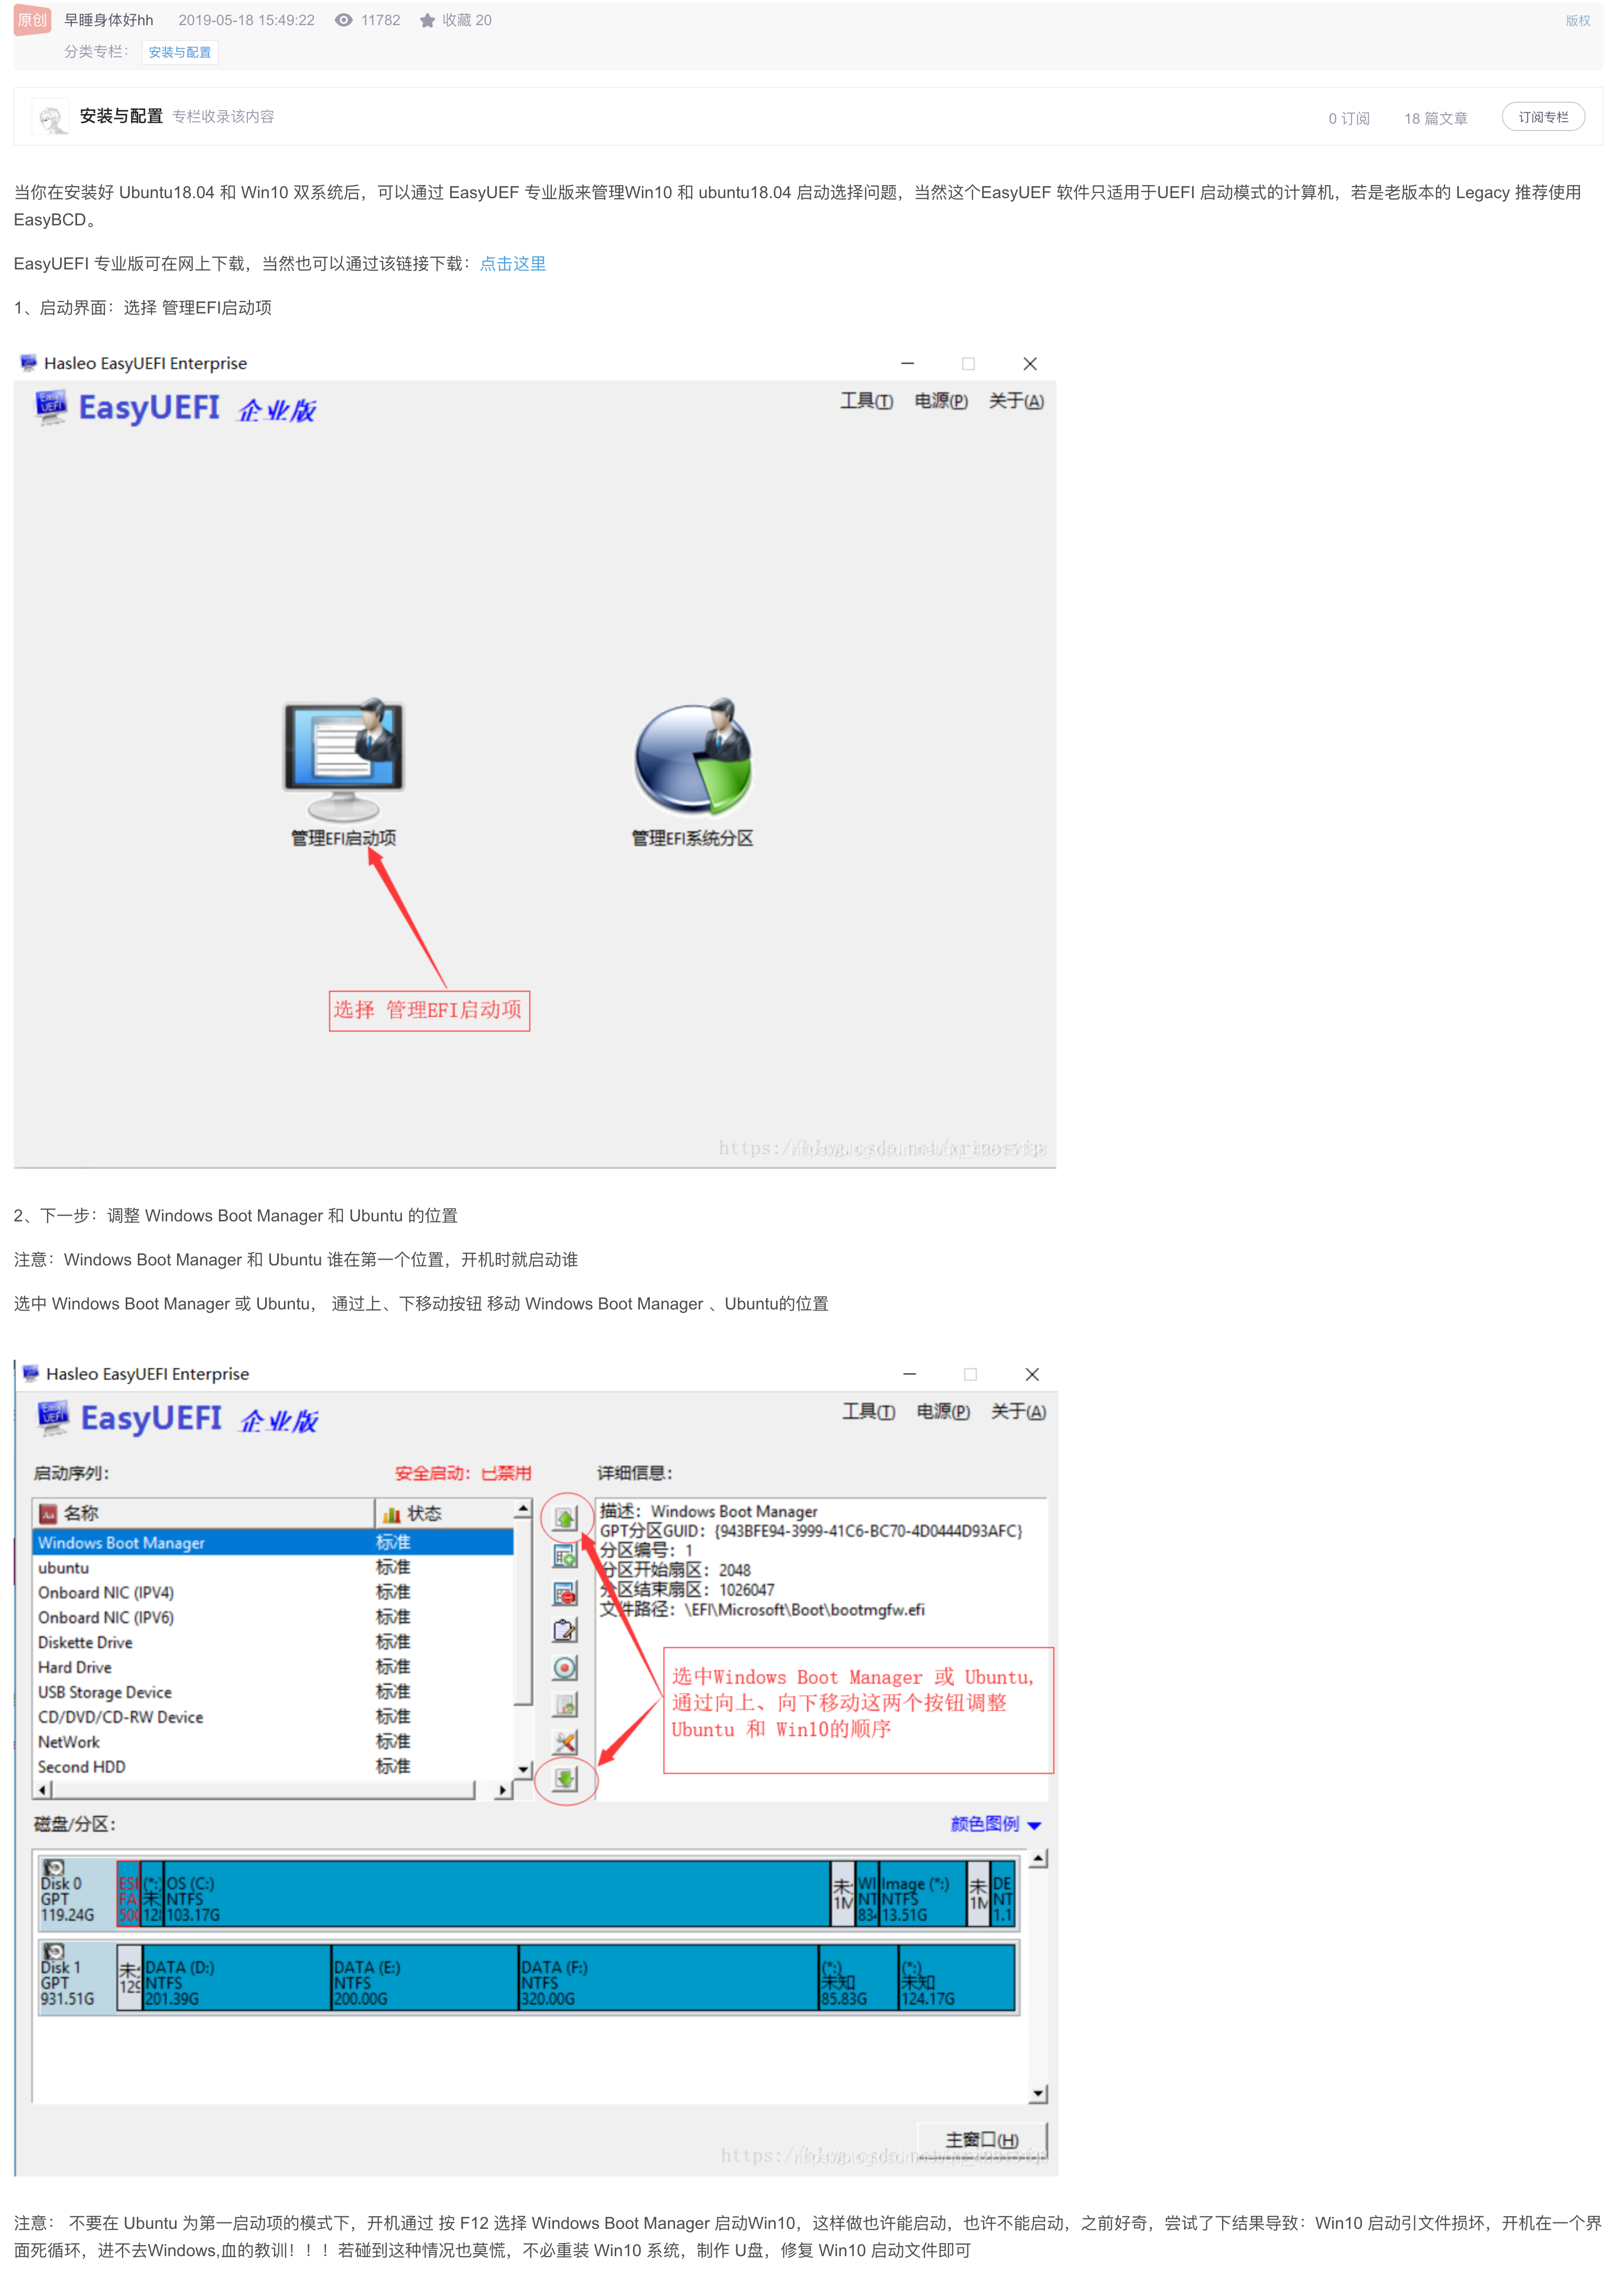 原创 早睡身体好hh 2019-05-18 15:49:22 11782 收藏 20 版权
分类专栏： 安装与配置
安装与配置 专栏收录该内容 0 订阅 18 篇文章 订阅专栏
当你在安装好 Ubuntu18.04 和 Win10 双系统后，可以通过 EasyUEF 专业版来管理Win10 和 ubuntu18.04 启动选择问题，当然这个EasyUEF 软件只适用于UEFI 启动模式的计算机，若是老版本的 Legacy 推荐使用
EasyBCD。
EasyUEFI 专业版可在网上下载，当然也可以通过该链接下载：点击这里
1、启动界面：选择 管理EFI启动项
Hasleo EasyUEFI Enterprise
EasyUEFI 企业版 工具(T) 电源(P) 关于(A)
管理EFI启动项 管理EFI系统分区
选择 管理EFI启动项
2、下一步：调整 Windows Boot Manager 和 Ubuntu 的位置
注意：Windows Boot Manager 和 Ubuntu 谁在第一个位置，开机时就启动谁
选中 Windows Boot Manager 或 Ubuntu， 通过上、下移动按钮 移动 Windows Boot Manager 、Ubuntu的位置
Hasleo EasyUEFI Enterprise
EasyUEFI 企业版 工具(T) 电源(P) 关于(A)
启动序列： 安全启动：已禁用 详细信息：
名称 状态
Windows Boot Manager 标准
ubuntu 标准
Onboard NIC (IPV4) 标准
Onboard NIC (IPV6) 标准
Diskette Drive 标准
Hard Drive 标准
USB Storage Device 标准
CD/DVD/CD-RW Device 标准
NetWork 标准
Second HDD 标准
描述：Windows Boot Manager
GPT分区GUID：{943BFE94-3999-41C6-BC70-4D0444D93AFC}
分区编号：1
分区开始扇区：2048
分区结束扇区：1026047
文件路径：\EFI\Microsoft\Boot\bootmgfw.efi
选中Windows Boot Manager 或 Ubuntu,
通过向上、向下移动这两个按钮调整
Ubuntu 和 Win10的顺序
磁盘/分区： 颜色图例
Disk 0 ESI (*:) OS (C:) 未 WI Image (*:) 未 DE
GPT FA 未 NTFS 1M NT NTFS 1M NT
119.24G 500 128 103.17G 834 13.51G 1.1
Disk 1 未 DATA (D:) DATA (E:) DATA (F:) (*:) (*:)
GPT 129 NTFS NTFS NTFS 未知 未知
931.51G 201.39G 200.00G 320.00G 85.83G 124.17G
主窗口(H)
注意： 不要在 Ubuntu 为第一启动项的模式下，开机通过 按 F12 选择 Windows Boot Manager 启动Win10，这样做也许能启动，也许不能启动，之前好奇，尝试了下结果导致：Win10 启动引文件损坏，开机在一个界
面死循环，进不去Windows,血的教训！！！若碰到这种情况也莫慌，不必重装 Win10 系统，制作 U盘，修复 Win10 启动文件即可